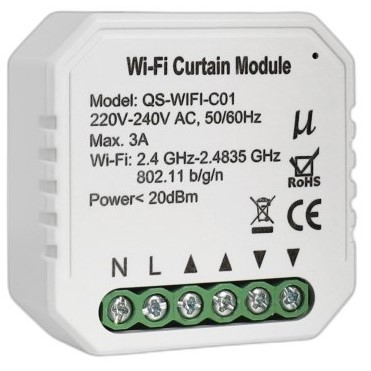 Wi-Fi Curtain Module
Model: QS-WIFI-C01
220V-240V AC, 50/60Hz
Max. 3A
Wi-Fi: 2.4 GHz-2.4835 GHz
802.11 b/g/n
Power< 20dBm
μ
RoHS
CE
N L ▲ ▲ ▼ ▼